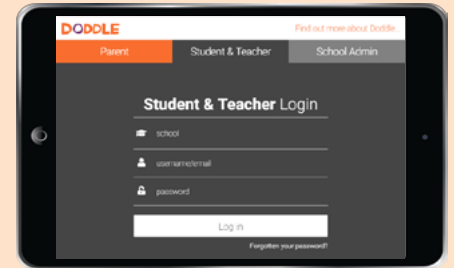 DODDLE
Find out more about Doddle...
Parent
Student & Teacher
School Admin
Student & Teacher Login
school
username/email
password
Log in
Forgotten your password?